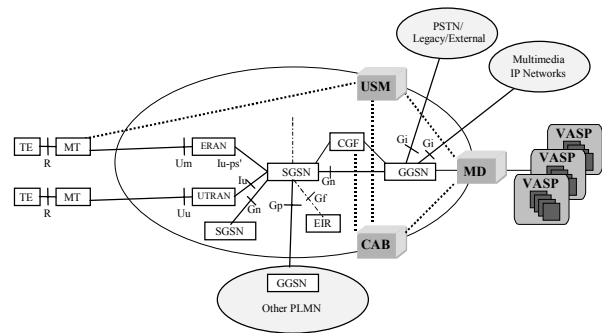 PSTN/
Legacy/External
Multimedia
IP Networks
USM
VASP
VASP
VASP
TE
R
MT
Um
ERAN
Iu-ps'
CGF
Gi
Gi
SGSN
Gn
GGSN
MD
TE
R
MT
Uu
UTRAN
Iu
Gn
Gp
Gf
SGSN
EIR
CAB
GGSN
Other PLMN